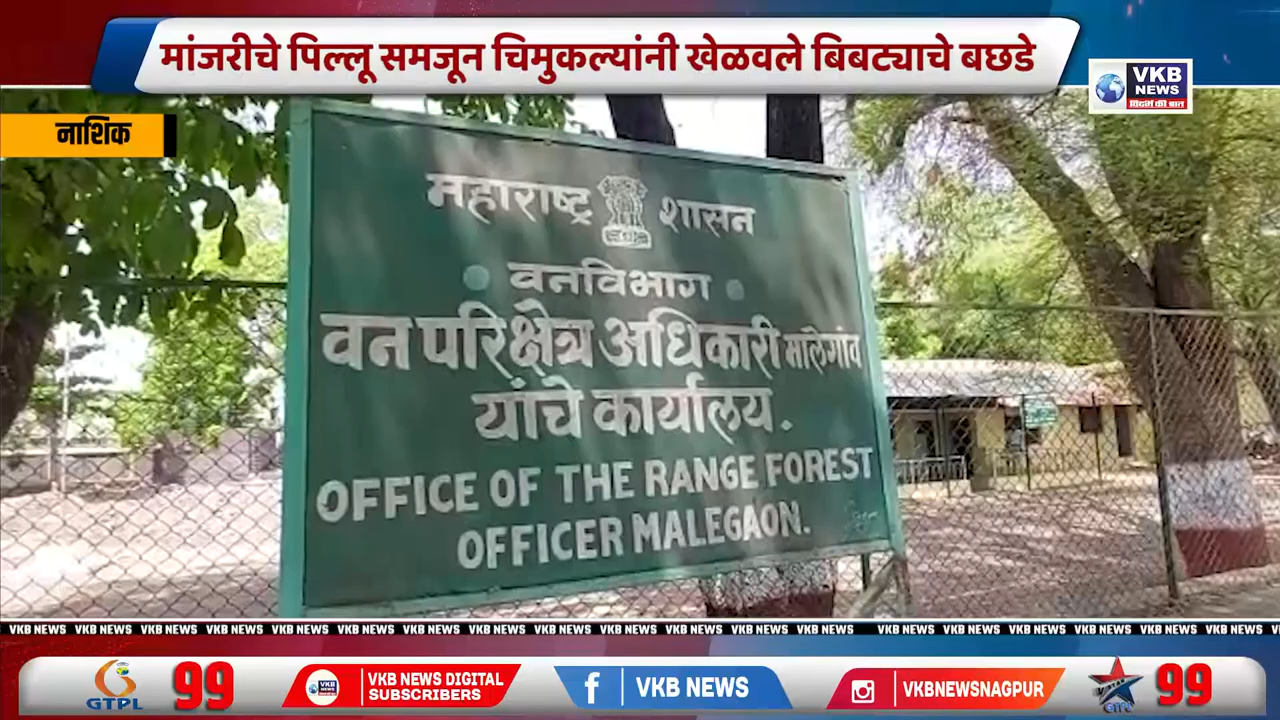 मांजरीचे पिल्लू समजून चिमुकल्यांनी खेळवले बिबट्याचे बछडे
VKB
NEWS
विदर्भ की बात
नाशिक
महाराष्ट्र शासन
वनविभाग
वन परिक्षेत्र अधिकारी मालेगांव
यांचे कार्यालय.
OFFICE OF THE RANGE FOREST
OFFICER MALEGAON.
VKB NEWS VKB NEWS VKB NEWS VKB NEWS VKB NEWS VKB NEWS VKB NEWS VKB NEWS VKB NEWS VKB NEWS VKB NEWS VKB NEWS VKB NEWS VKB NEWS VKB NEWS VKB NEWS VKB NEWS VKB NEWS VKB NEWS
GTPL
99
VKB NEWS
VKB NEWS DIGITAL
SUBSCRIBERS
VKB NEWS
VKBNEWSNAGPUR
GTPL
99